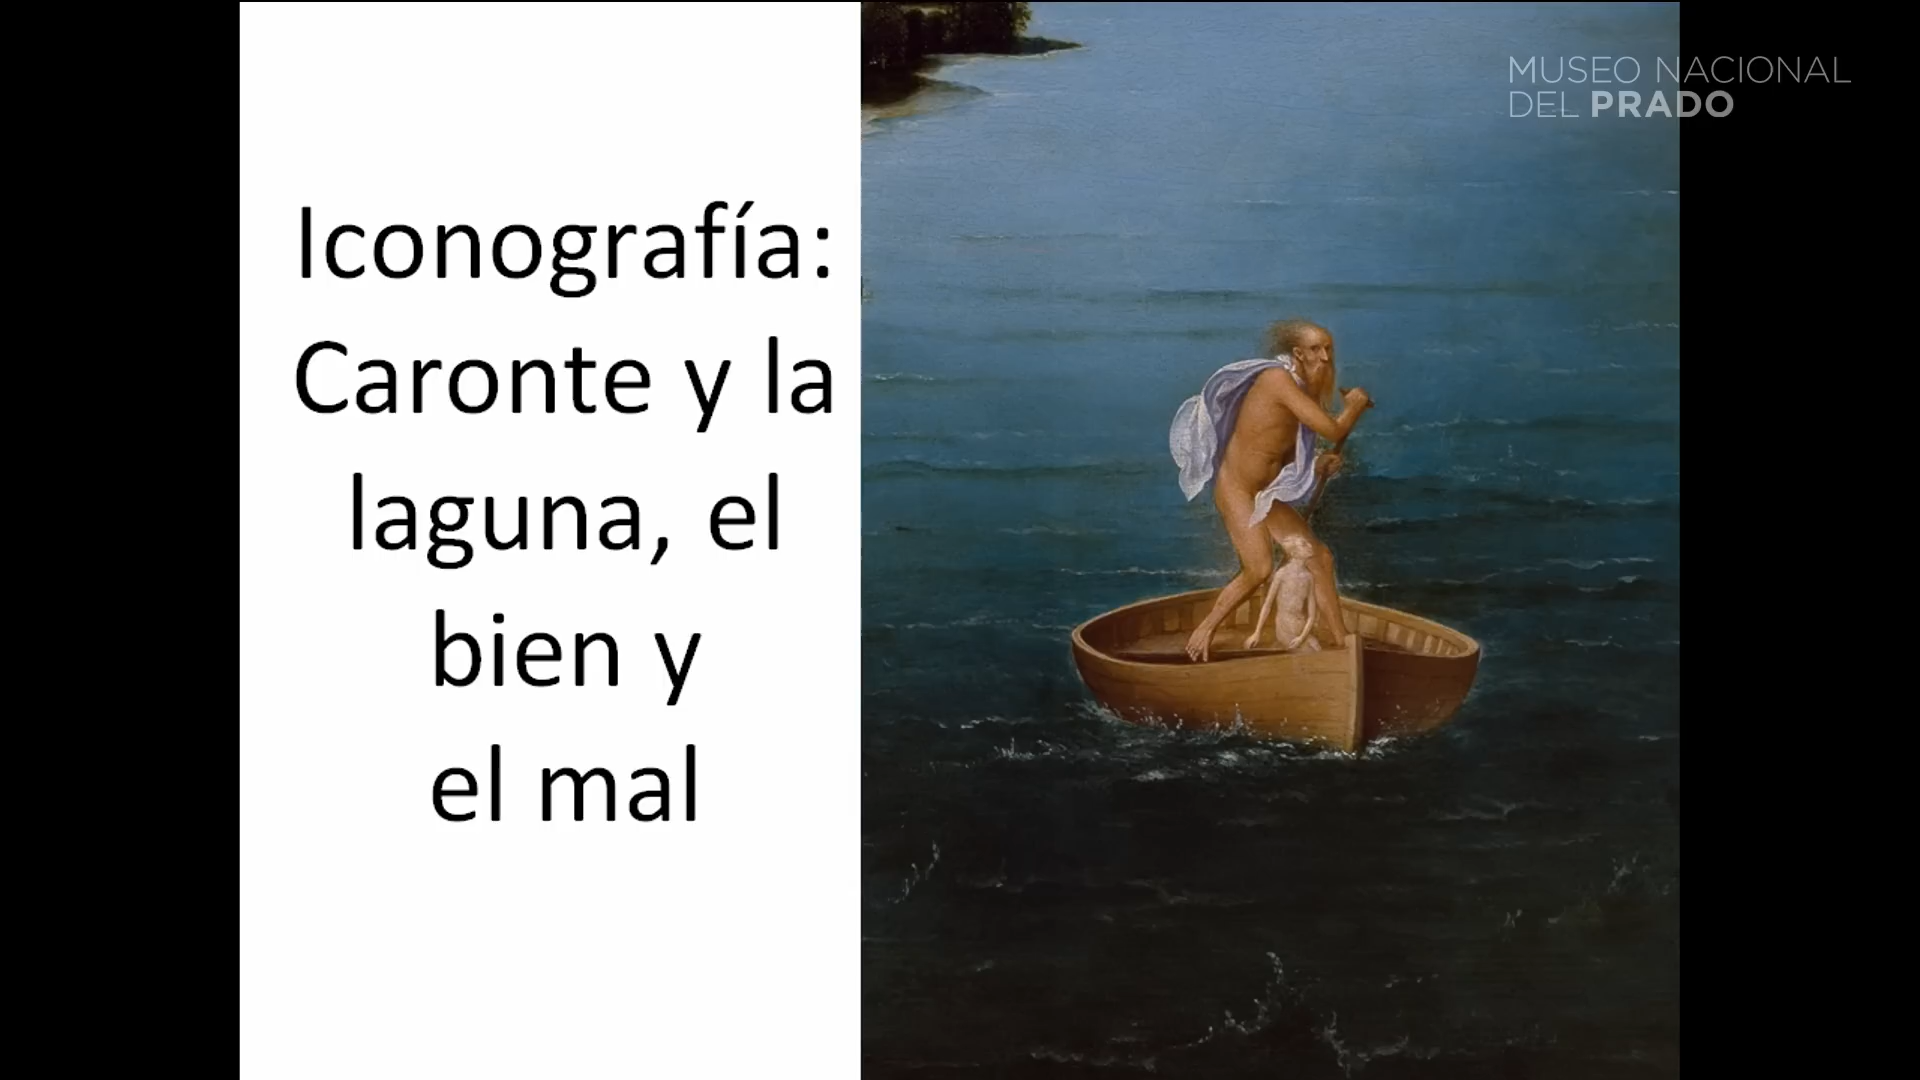 Iconografía:
Caronte y la
laguna, el
bien y
el mal
MUSEO NACIONAL
DEL PRADO